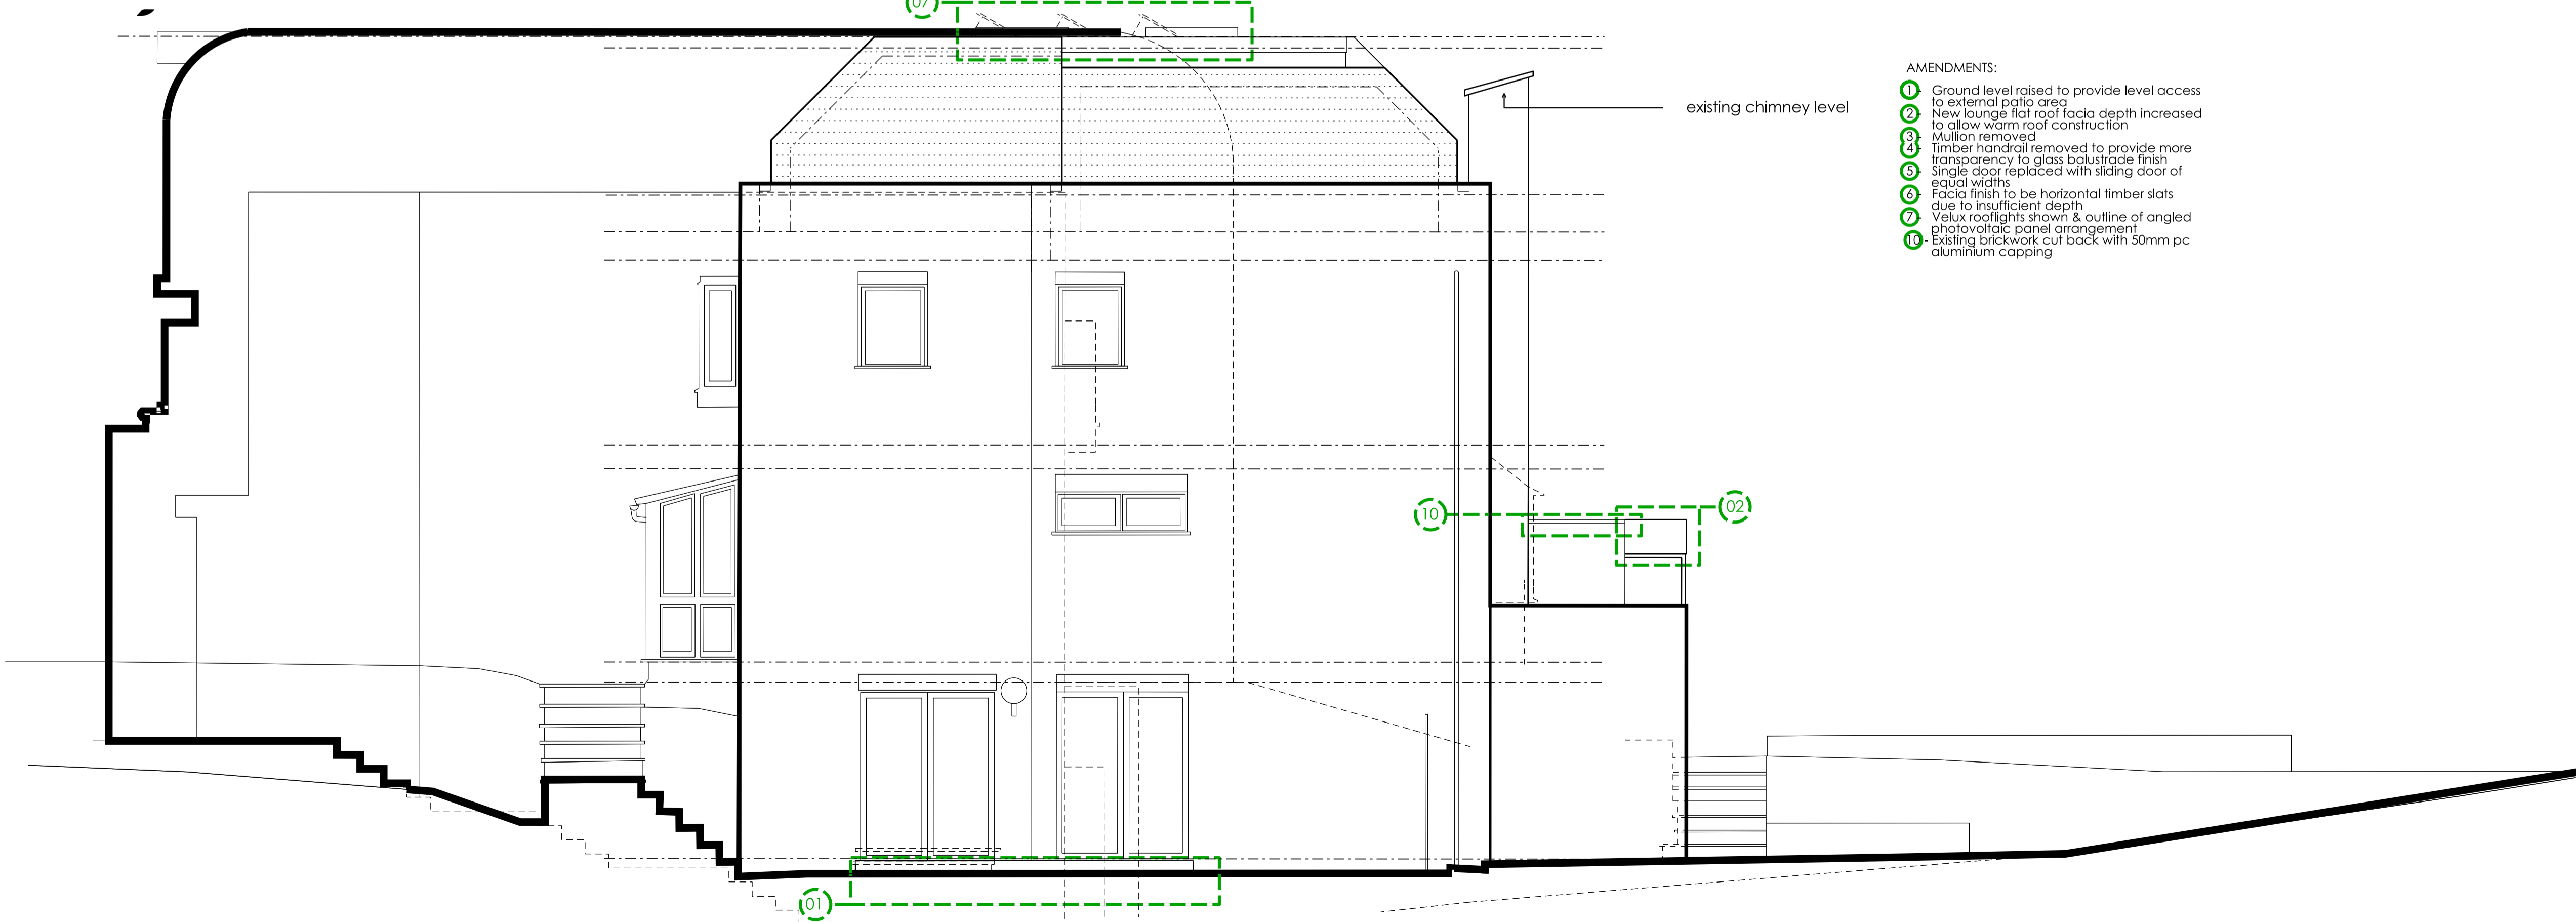 07
AMENDMENTS:
1 - Ground level raised to provide level access
to external patio area
2 - New lounge flat roof facia depth increased
to allow warm roof construction
3 - Mullion removed
4 - Timber handrail removed to provide more
transparency to glass balustrade finish
5 - Single door replaced with sliding door of
equal widths
6 - Facia finish to be horizontal timber slats
due to insufficient depth
7 - Velux rooflights shown & outline of angled
photovoltaic panel arrangement
10 - Existing brickwork cut back with 50mm pc
aluminium capping
existing chimney level
10
02
01